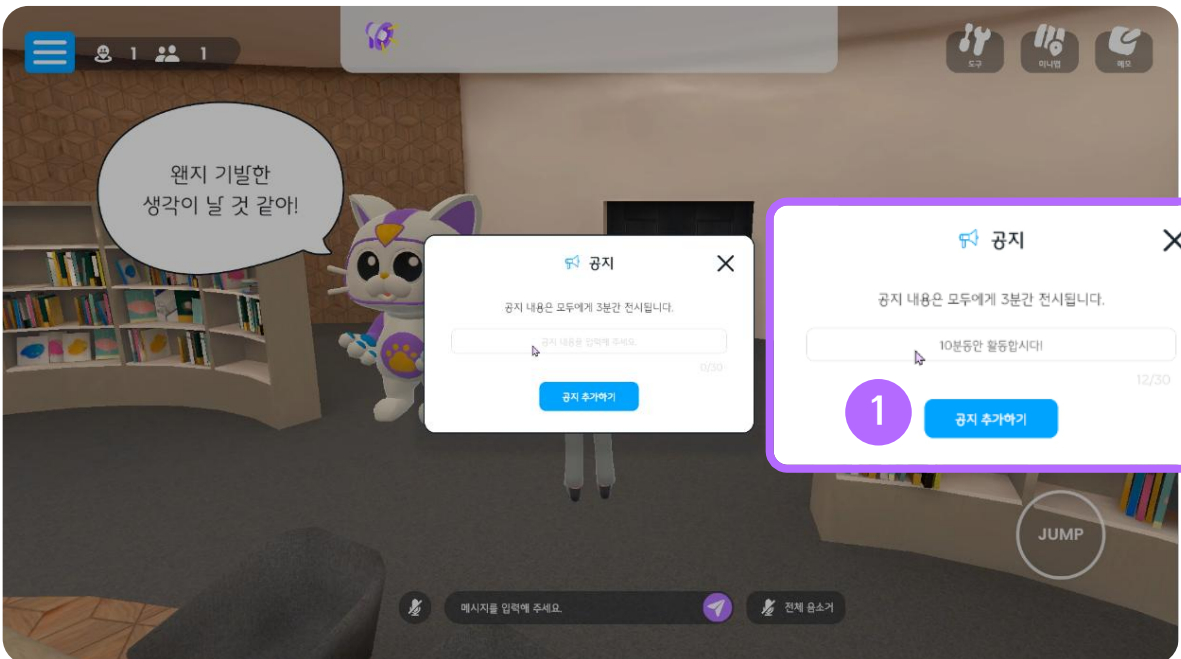 1 1
도구
미니맵
메모
왠지 기발한
생각이 날 것 같아!
공지
공지 내용은 모두에게 3분간 전시됩니다.
공지 내용을 입력해 주세요.
0/30
공지 추가하기
공지
공지 내용은 모두에게 3분간 전시됩니다.
10분동안 활동합시다!
12/30
1
공지 추가하기
JUMP
메시지를 입력해 주세요.
전체 음소거